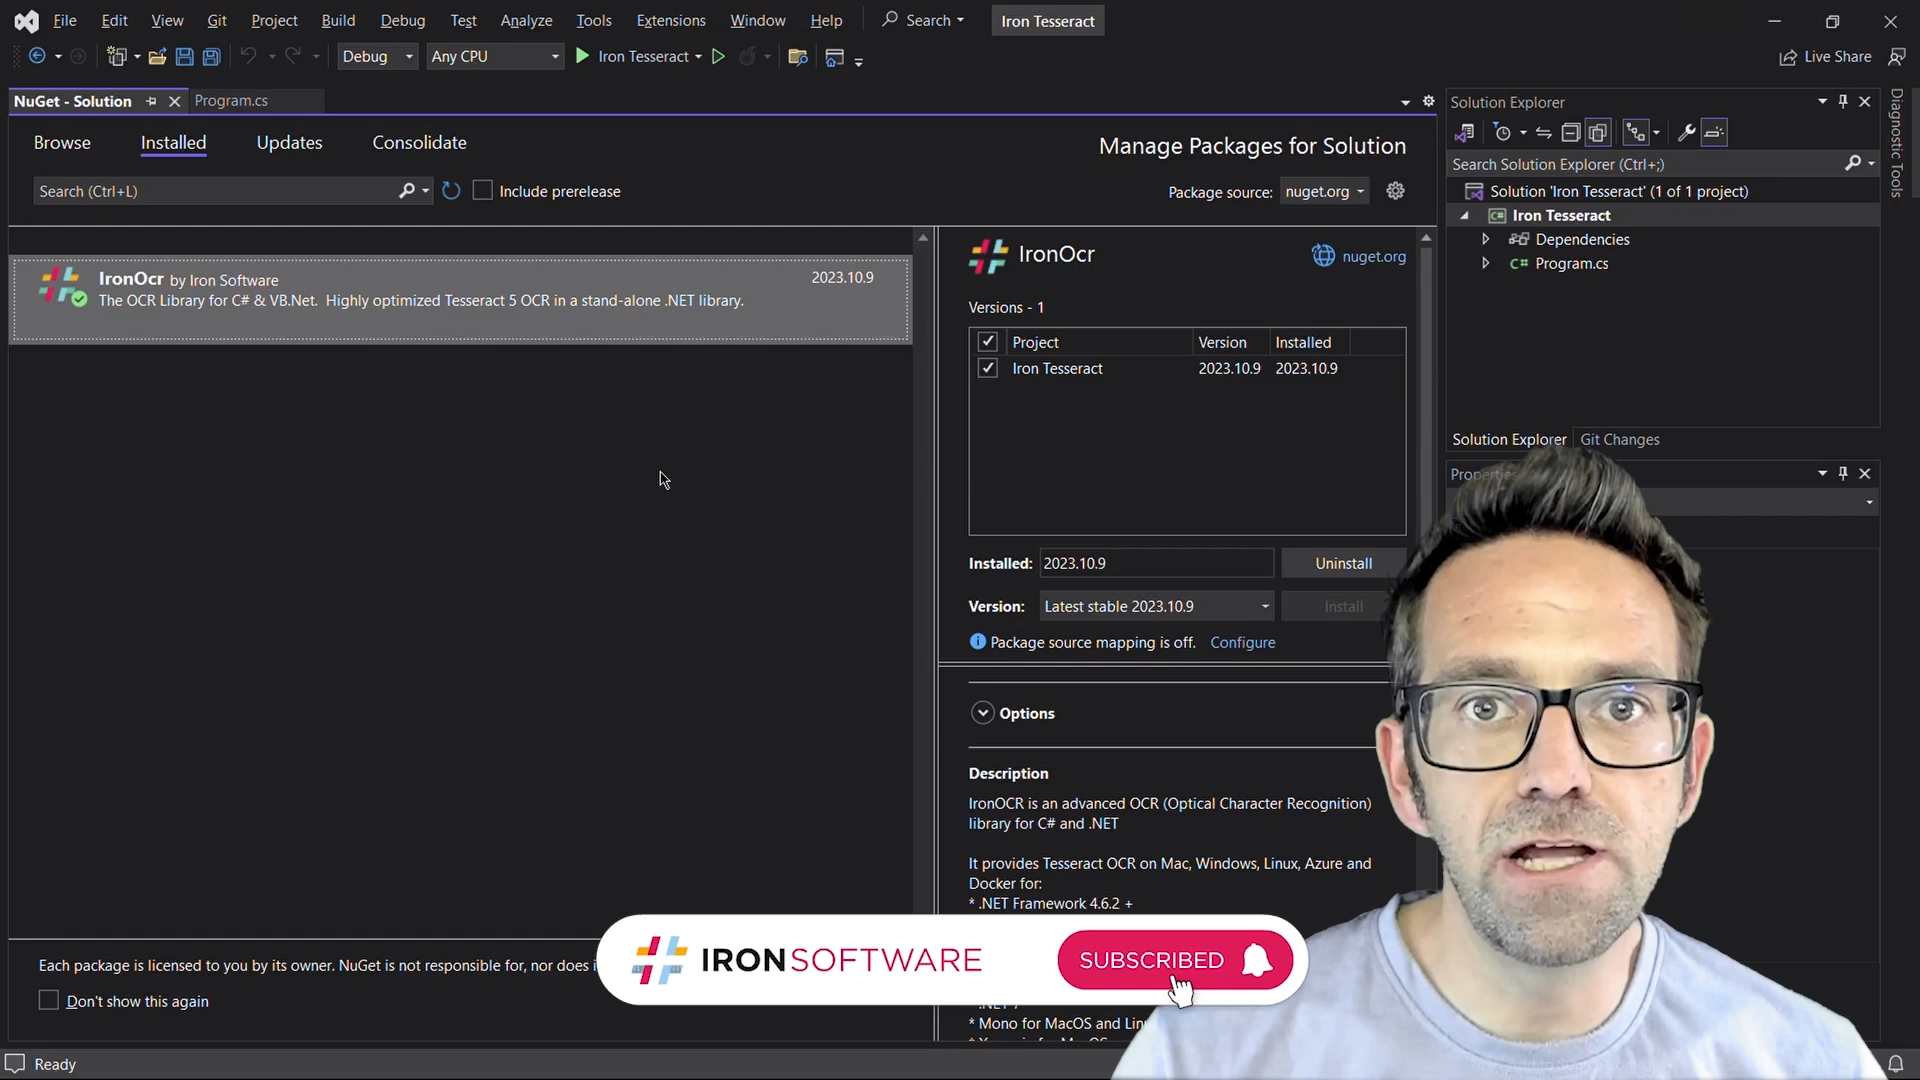 File Edit View Git Project Build Debug Test Analyze Tools Extensions Window Help Search Iron Tesseract
Debug Any CPU Iron Tesseract Live Share
NuGet - Solution Program.cs
Browse Installed Updates Consolidate
Manage Packages for Solution
Search (Ctrl+L) Include prerelease
Package source: nuget.org
IronOcr by Iron Software 2023.10.9
The OCR Library for C# & VB.Net. Highly optimized Tesseract 5 OCR in a stand-alone .NET library.
IronOcr nuget.org
Versions - 1
Project Version Installed
Iron Tesseract 2023.10.9 2023.10.9
Installed: 2023.10.9 Uninstall
Version: Latest stable 2023.10.9 Install
Package source mapping is off. Configure
Options
Description
IronOCR is an advanced OCR (Optical Character Recognition)
library for C# and .NET
It provides Tesseract OCR on Mac, Windows, Linux, Azure and
Docker for:
* .NET Framework 4.6.2 +
* Mono for MacOS and
Each package is licensed to you by its owner. NuGet is not responsible for, nor does
Don't show this again
Ready
Solution Explorer
Search Solution Explorer (Ctrl+;)
Solution 'Iron Tesseract' (1 of 1 project)
C# Iron Tesseract
Dependencies
C# Program.cs
Solution Explorer Git Changes
Properties
Diagnostic Tools
IRONSOFTWARE
SUBSCRIBED